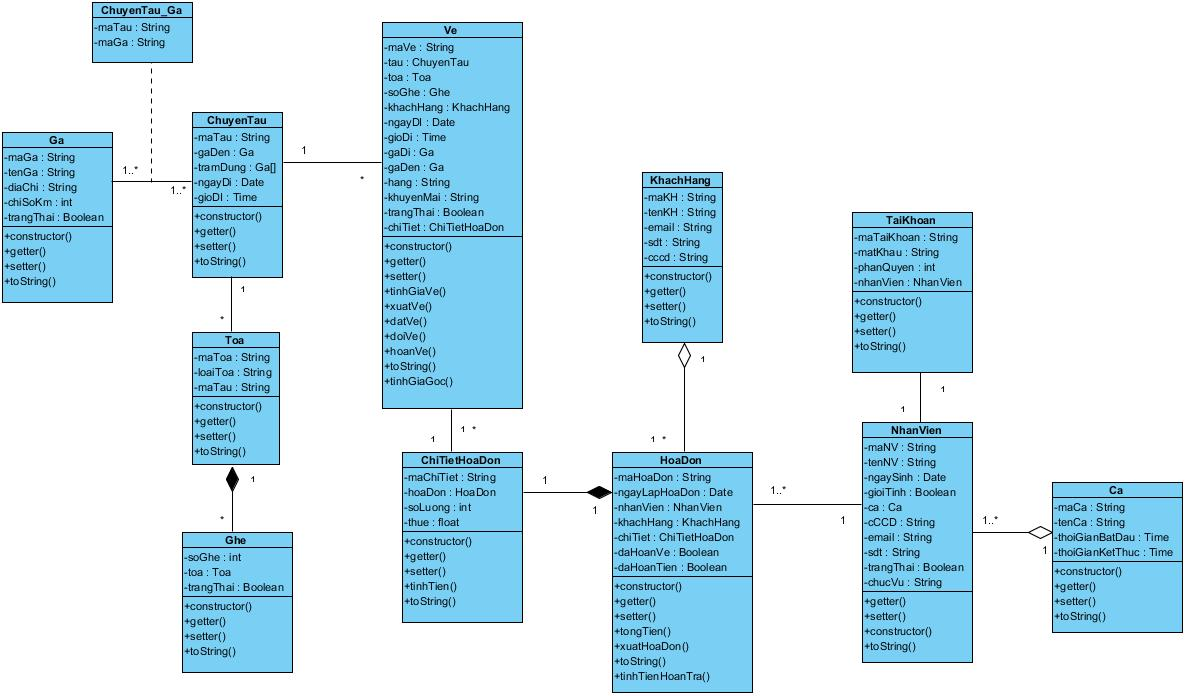 ChuyenTau_Ga
-maTau : String
-maGa : String
Ga
-maGa : String
-tenGa : String
-diaChi : String
-chiSoKm : int
-trangThai : Boolean
+constructor()
+getter()
+setter()
+toString()
1..*
1..*
ChuyenTau
-maTau : String
-gaDen : Ga
-tramDung : Ga[]
-ngayDi : Date
-gioDI : Time
+constructor()
+getter()
+setter()
+toString()
1
*
1
*
Toa
-maToa : String
-loaiToa : String
-maTau : String
+constructor()
+getter()
+setter()
+toString()
1
*
Ghe
-soGhe : int
-toa : Toa
-trangThai : Boolean
+constructor()
+getter()
+setter()
+toString()
Ve
-maVe : String
-tau : ChuyenTau
-toa : Toa
-soGhe : Ghe
-khachHang : KhachHang
-ngayDI : Date
-gioDi : Time
-gaDi : Ga
-gaDen : Ga
-hang : String
-khuyenMai : String
-trangThai : Boolean
-chiTiet : ChiTietHoaDon
+constructor()
+getter()
+setter()
+tinhGiaVe()
+xuatVe()
+datVe()
+doiVe()
+hoanVe()
+toString()
+tinhGiaGoc()
1 *
1
ChiTietHoaDon
-maChiTiet : String
-hoaDon : HoaDon
-soLuong : int
-thue : float
+constructor()
+getter()
+setter()
+tinhTien()
+toString()
1
1
KhachHang
-maKH : String
-tenKH : String
-email : String
-sdt : String
-cccd : String
+constructor()
+getter()
+setter()
+toString()
1
1 *
HoaDon
-maHoaDon : String
-ngayLapHoaDon : Date
-nhanVien : NhanVien
-khachHang : KhachHang
-chiTiet : ChiTietHoaDon
-daHoanVe : Boolean
-daHoanTien : Boolean
+constructor()
+getter()
+setter()
+tongTien()
+xuatHoaDon()
+toString()
+tinhTienHoanTra()
1..*
1
TaiKhoan
-maTaiKhoan : String
-matKhau : String
-phanQuyen : int
-nhanVien : NhanVien
+constructor()
+getter()
+setter()
+toString()
1
1
NhanVien
-maNV : String
-tenNV : String
-ngaySinh : Date
-gioiTinh : Boolean
-ca : Ca
-cCCD : String
-email : String
-sdt : String
-trangThai : Boolean
-chucVu : String
+getter()
+setter()
+constructor()
+toString()
1..*
1
Ca
-maCa : String
-tenCa : String
-thoiGianBatDau : Time
-thoiGianKetThuc : Time
+constructor()
+getter()
+setter()
+toString()